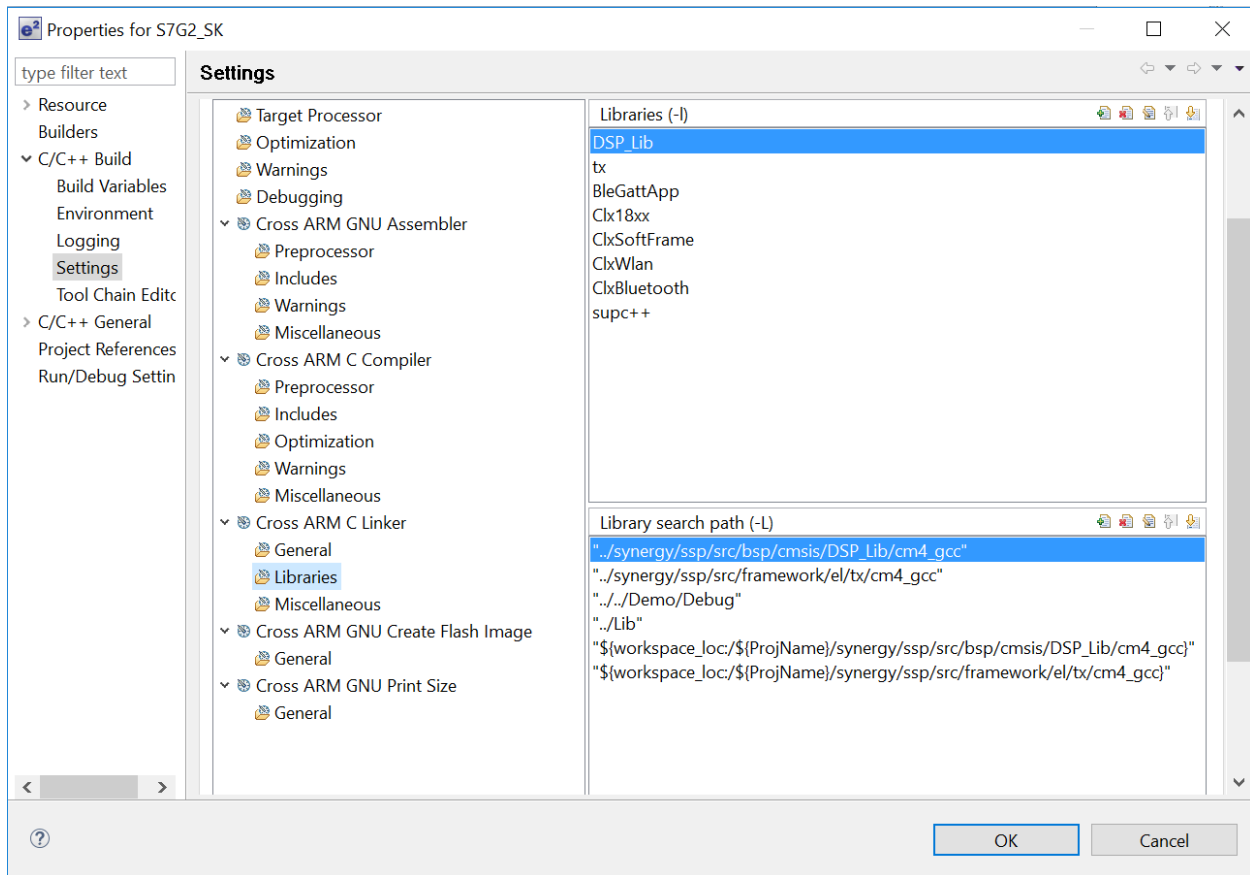 e² Properties for S7G2_SK
type filter text
Resource
Builders
C/C++ Build
Build Variables
Environment
Logging
Settings
Tool Chain Edito
C/C++ General
Project References
Run/Debug Settin
Settings
Target Processor
Optimization
Warnings
Debugging
Cross ARM GNU Assembler
Preprocessor
Includes
Warnings
Miscellaneous
Cross ARM C Compiler
Preprocessor
Includes
Optimization
Warnings
Miscellaneous
Cross ARM C Linker
General
Libraries
Miscellaneous
Cross ARM GNU Create Flash Image
General
Cross ARM GNU Print Size
General
Libraries (-l)
DSP_Lib
tx
BleGattApp
Clx18xx
ClxSoftFrame
ClxWlan
ClxBluetooth
supc++
Library search path (-L)
"../synergy/ssp/src/bsp/cmsis/DSP_Lib/cm4_gcc"
"../synergy/ssp/src/framework/el/tx/cm4_gcc"
"../../Demo/Debug"
"../Lib"
"${workspace_loc:/${ProjName}/synergy/ssp/src/bsp/cmsis/DSP_Lib/cm4_gcc}"
"${workspace_loc:/${ProjName}/synergy/ssp/src/framework/el/tx/cm4_gcc}"
?
OK
Cancel